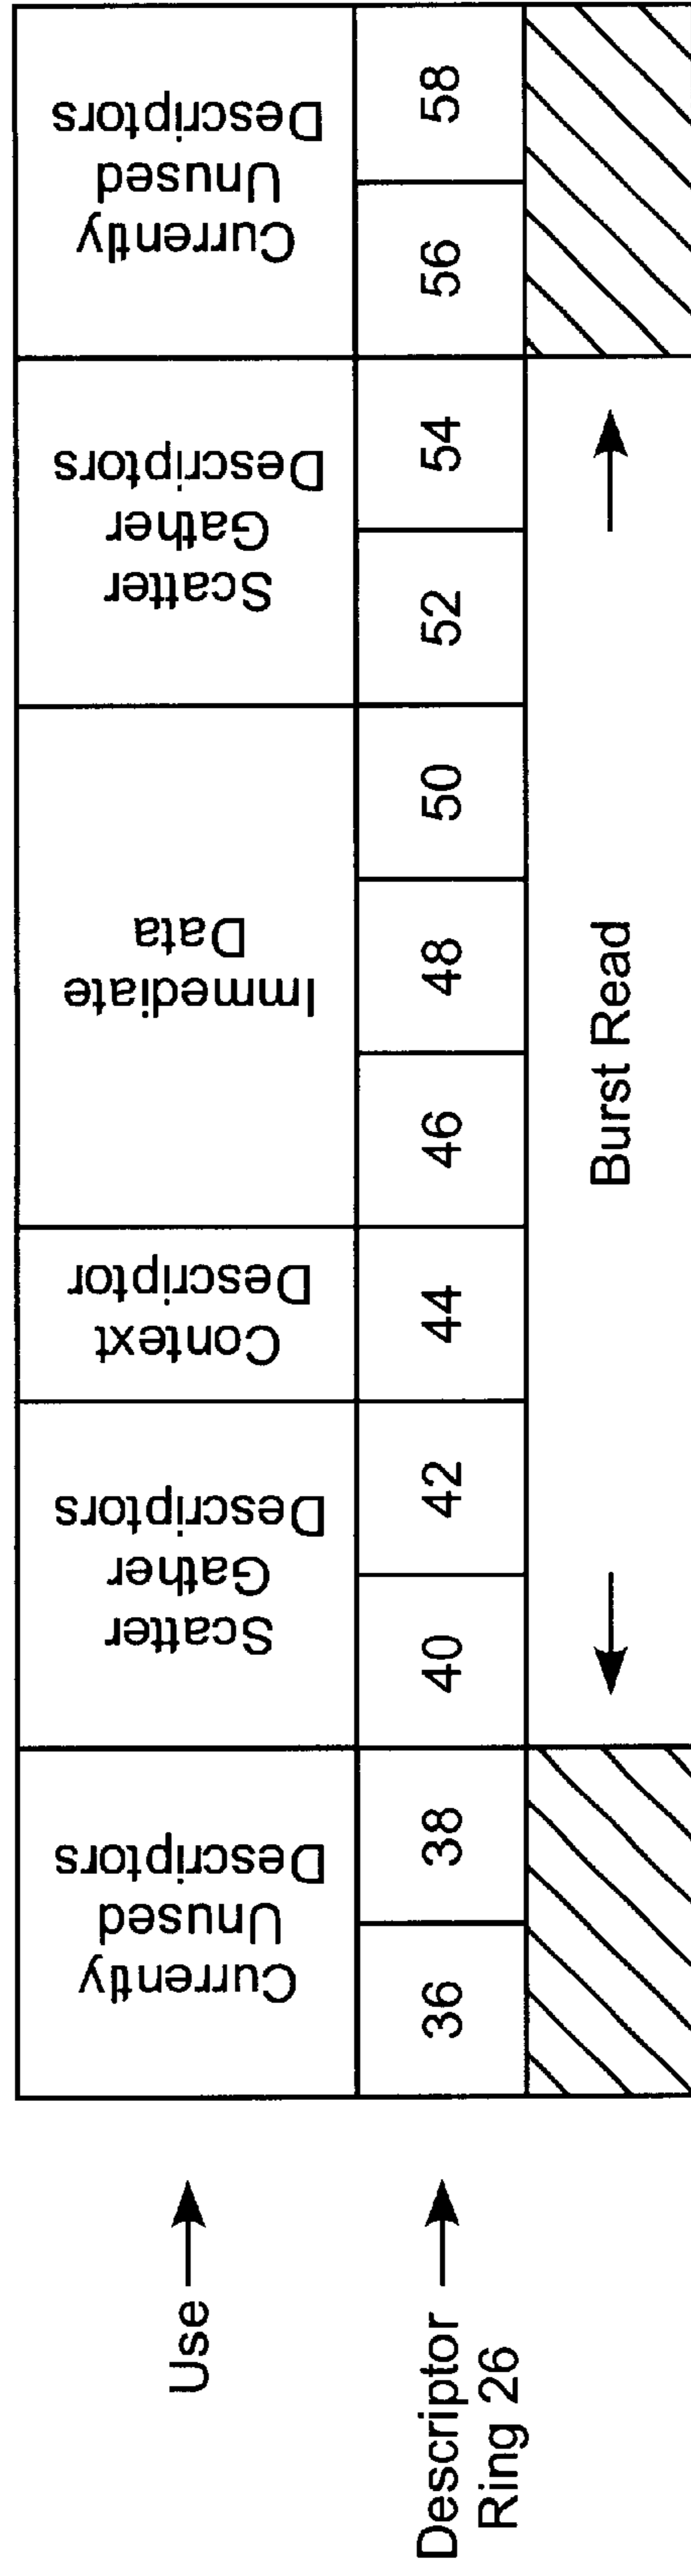 Use
Currently
Unused
Descriptors
Scatter
Gather
Descriptors
Context
Descriptor
Immediate
Data
Scatter
Gather
Descriptors
Currently
Unused
Descriptors
Descriptor
Ring 26
36
38
40
42
44
46
48
50
52
54
56
58
Burst Read